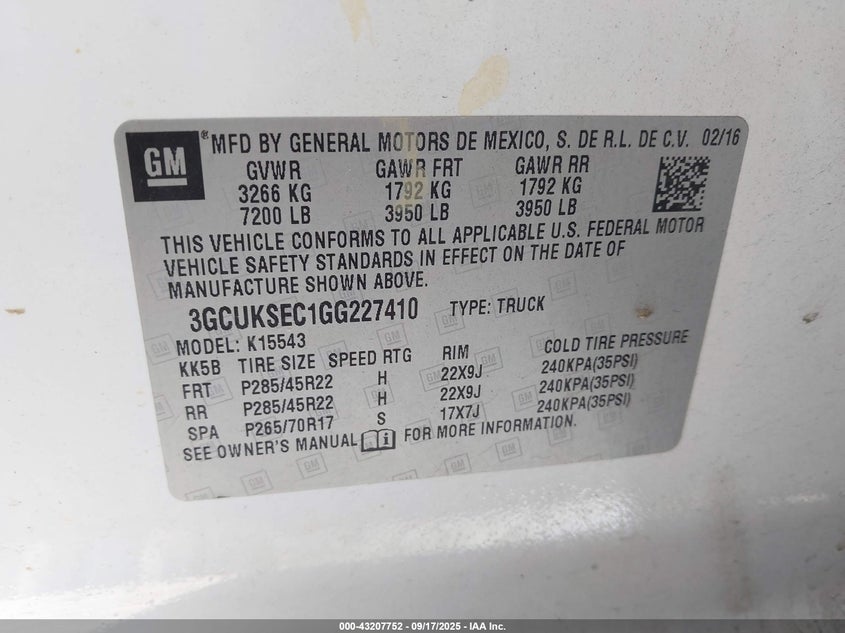 GM ® MFD BY GENERAL MOTORS DE MEXICO, S. DE R.L. DE C.V. 02/16
GVWR GAWR FRT GAWR RR
3266 KG 1792 KG 1792 KG
7200 LB 3950 LB 3950 LB
THIS VEHICLE CONFORMS TO ALL APPLICABLE U.S. FEDERAL MOTOR
VEHICLE SAFETY STANDARDS IN EFFECT ON THE DATE OF
MANUFACTURE SHOWN ABOVE.
3GCUKSEC1GG227410 TYPE: TRUCK
MODEL: K15543
KK5B TIRE SIZE SPEED RTG RIM COLD TIRE PRESSURE
FRT P285/45R22 H 22X9J 240KPA(35PSI)
RR P285/45R22 H 22X9J 240KPA(35PSI)
SPA P265/70R17 S 17X7J 240KPA(35PSI)
SEE OWNER'S MANUAL FOR MORE INFORMATION.
000-43207752 - 09/17/2025 - IAA Inc.